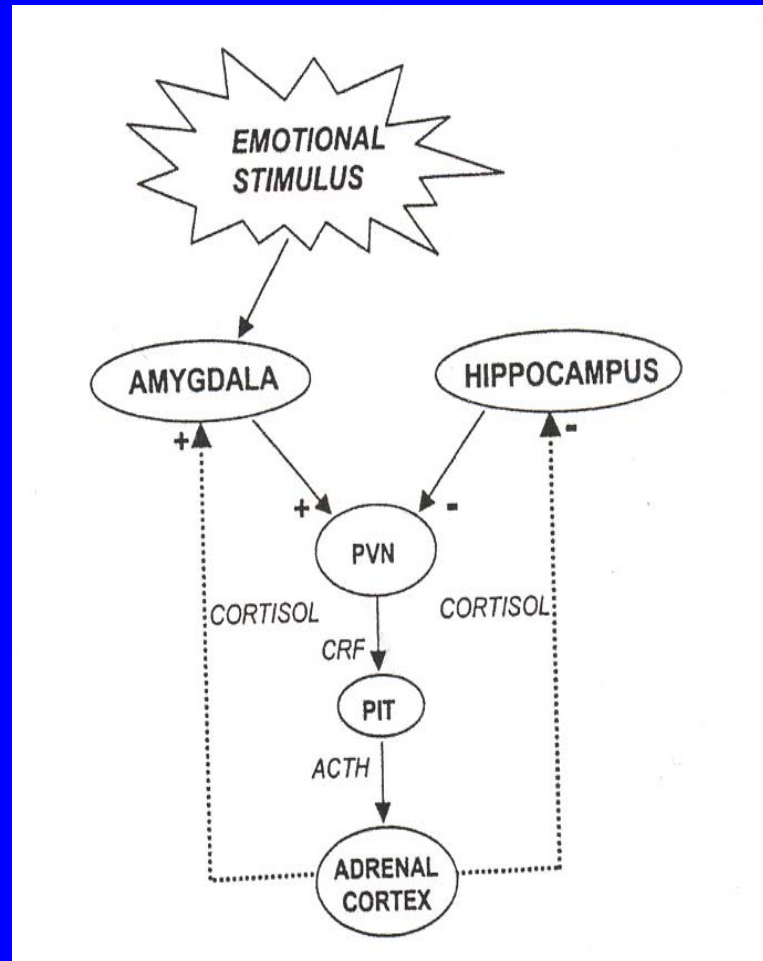 EMOTIONAL
STIMULUS
AMYGDALA
HIPPOCAMPUS
+
-
+
-
PVN
CORTISOL
CORTISOL
CRF
PIT
ACTH
ADRENAL
CORTEX